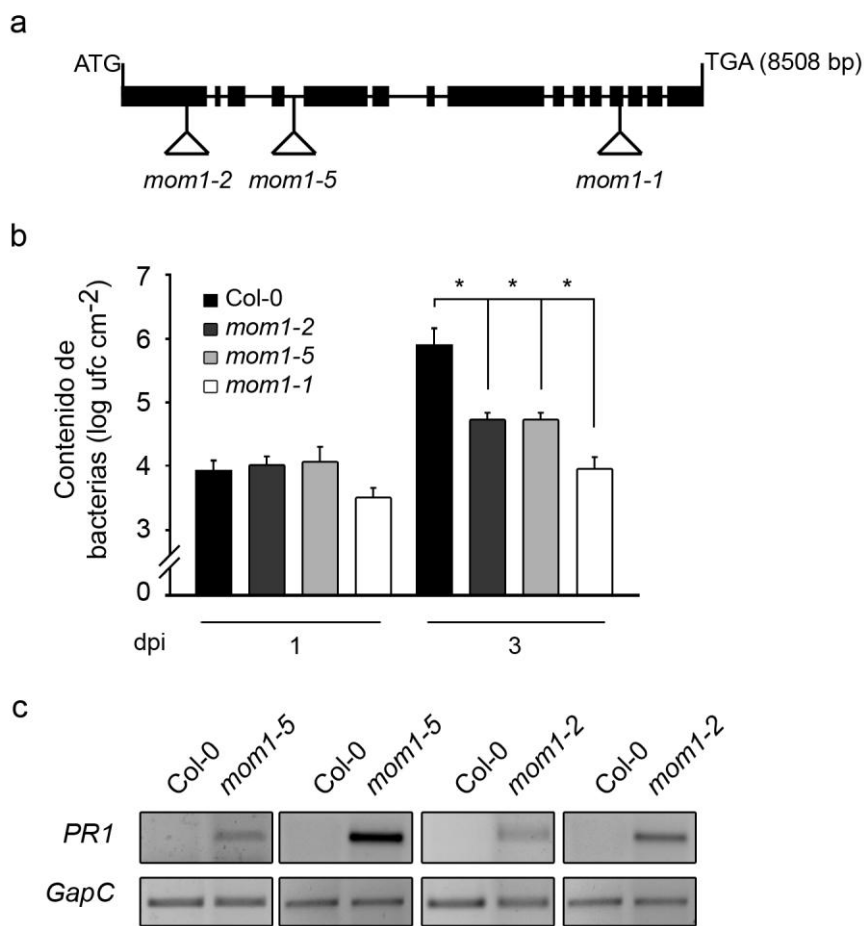 a
ATG
TGA (8508 bp)
mom1-2
mom1-5
mom1-1
b
Contenido de
bacterias (log ufc cm-2)
7
6
5
4
3
0
Col-0
mom1-2
mom1-5
mom1-1
* * *
dpi
1
3
c
Col-0 mom1-5 Col-0 mom1-5 Col-0 mom1-2 Col-0 mom1-2
PR1
GapC